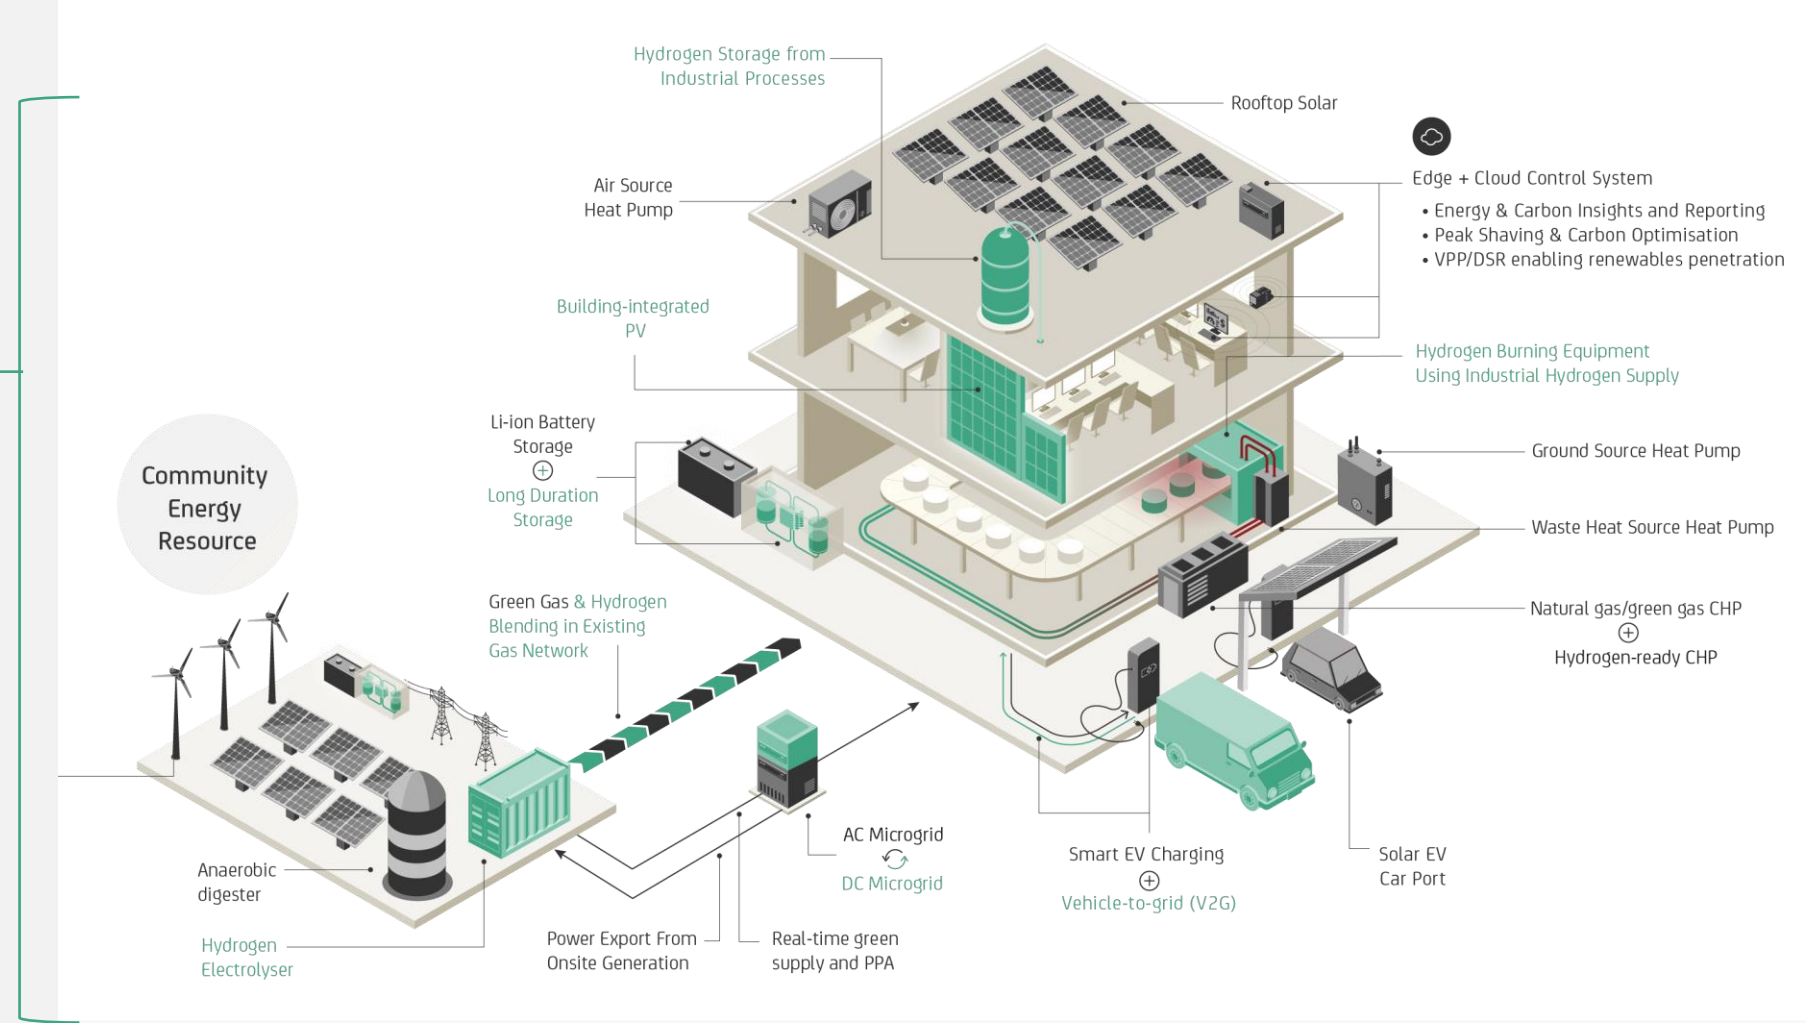 Hydrogen Storage from
Industrial Processes
Rooftop Solar
Air Source
Heat Pump
Edge + Cloud Control System
• Energy & Carbon Insights and Reporting
• Peak Shaving & Carbon Optimisation
• VPP/DSR enabling renewables penetration
Building-integrated
PV
Hydrogen Burning Equipment
Using Industrial Hydrogen Supply
Li-ion Battery
Storage
Long Duration
Storage
Ground Source Heat Pump
Community
Energy
Resource
Waste Heat Source Heat Pump
Green Gas & Hydrogen
Blending in Existing
Gas Network
Natural gas/green gas CHP
Hydrogen-ready CHP
AC Microgrid
DC Microgrid
Smart EV Charging
Vehicle-to-grid (V2G)
Solar EV
Car Port
Anaerobic
digester
Hydrogen
Electrolyser
Power Export From
Onsite Generation
Real-time green
supply and PPA